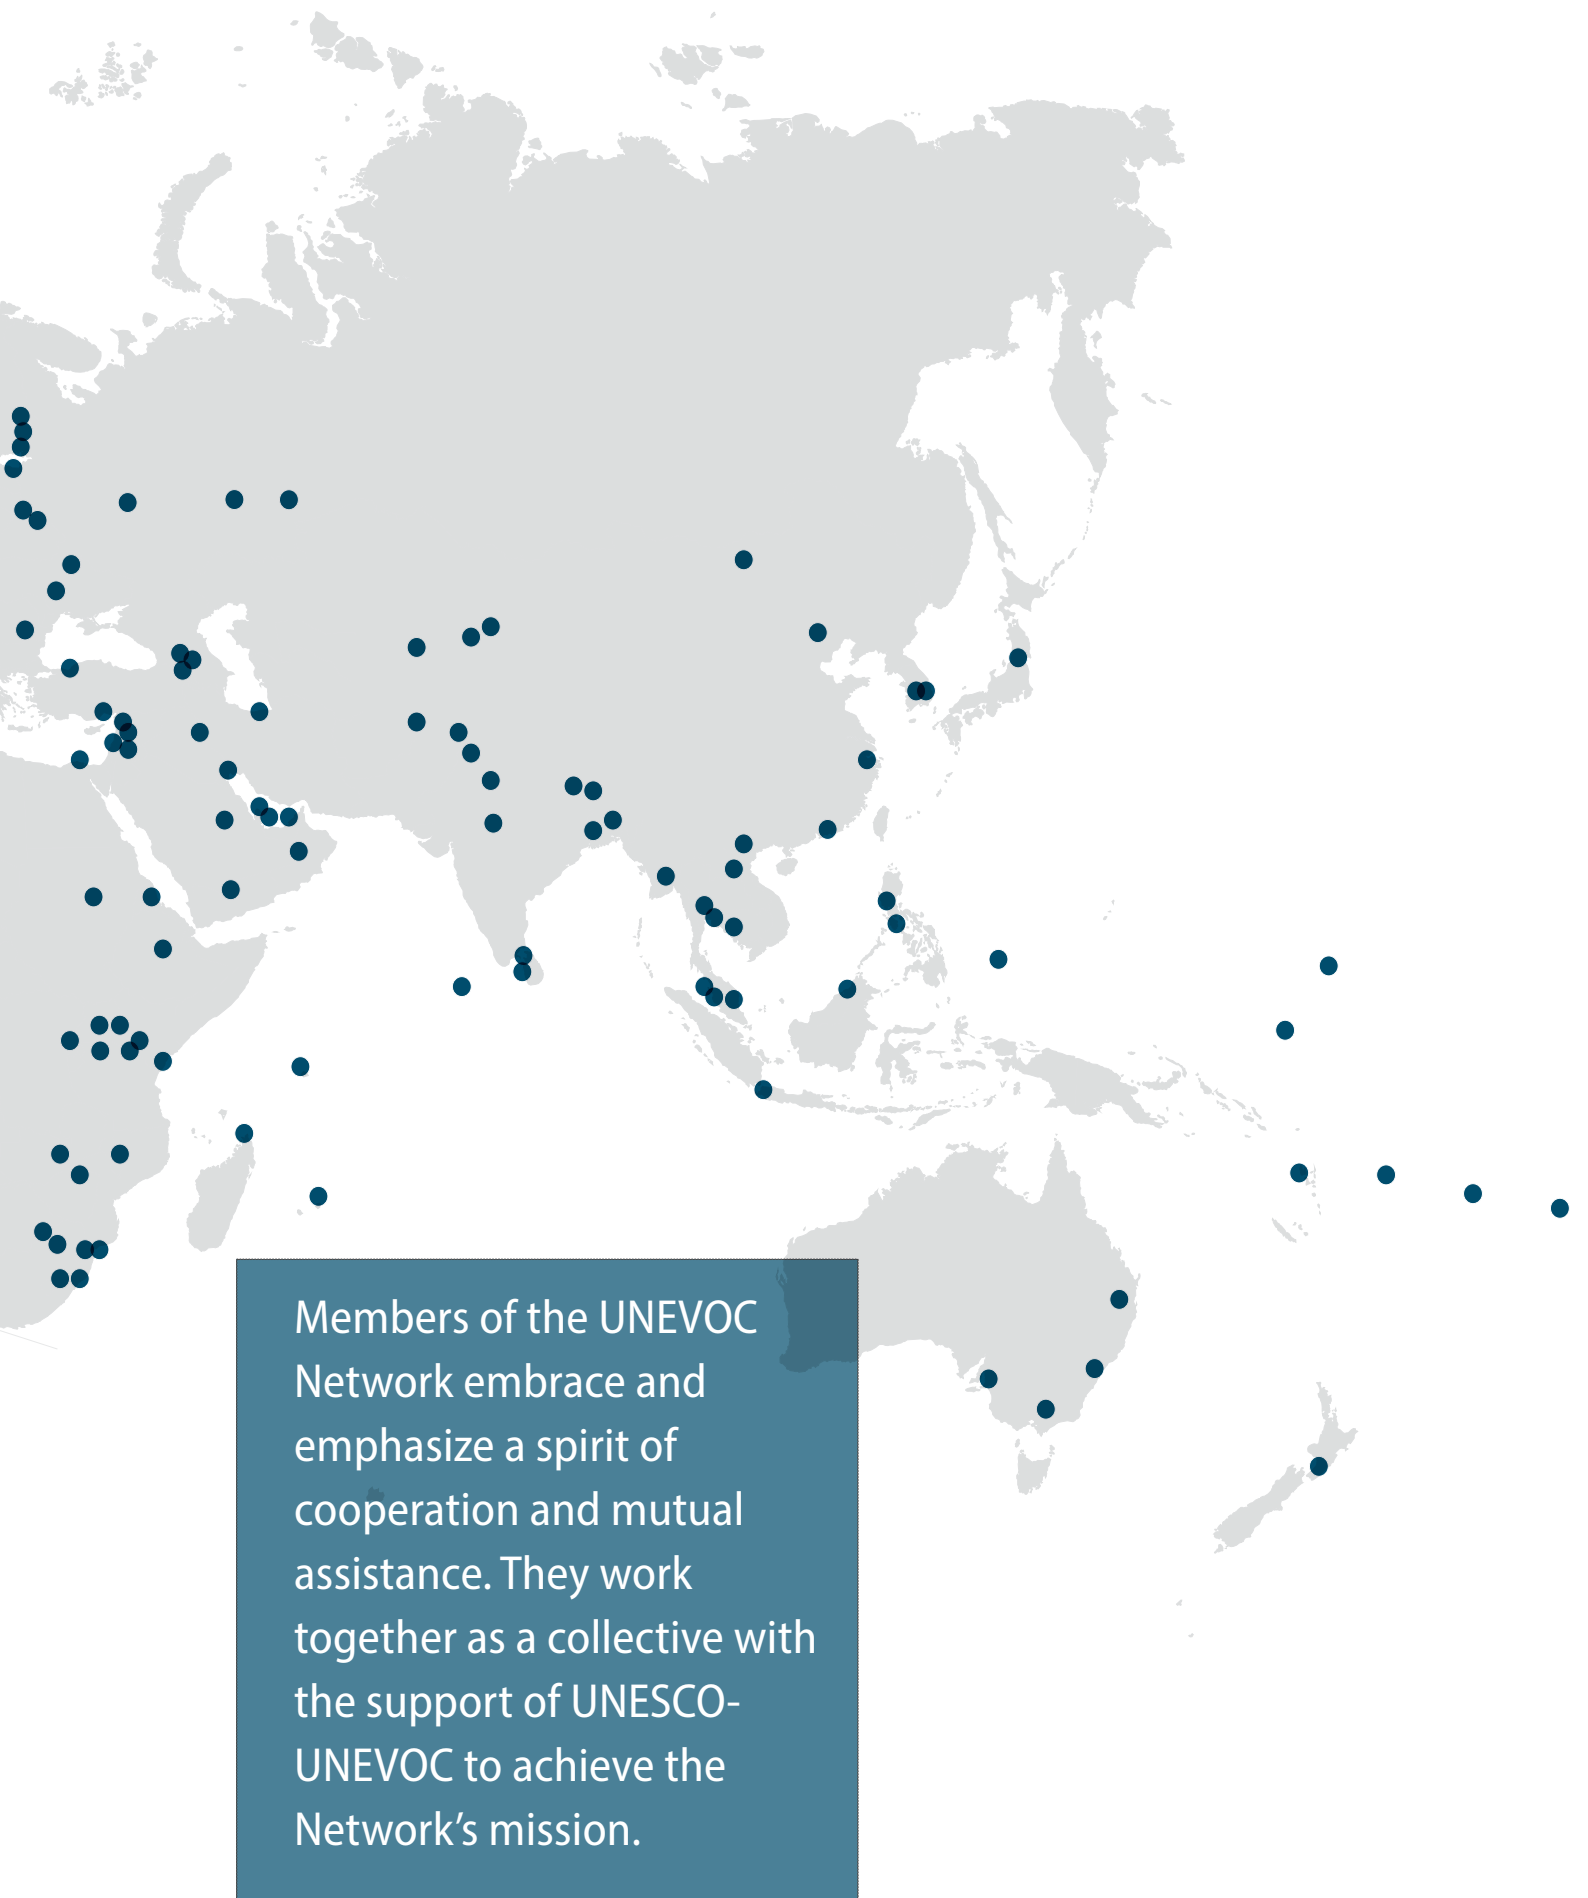 Members of the UNEVOC
Network embrace and
emphasize a spirit of
cooperation and mutual
assistance. They work
together as a collective with
the support of UNESCO-
UNEVOC to achieve the
Network’s mission.